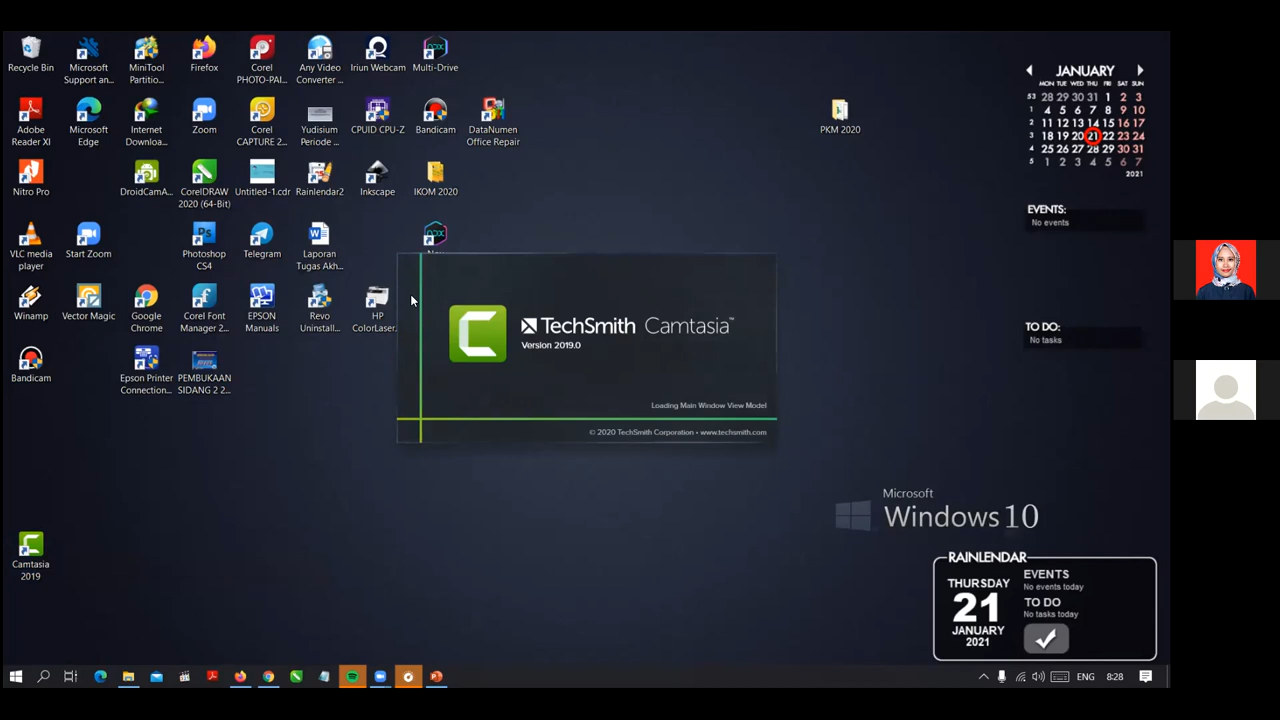 Recycle Bin
Microsoft
Support an...
MiniTool
Partitio...
Firefox
Corel
PHOTO-PAI...
Any Video
Converter ...
Iriun Webcam
Multi-Drive
Adobe
Reader XI
Microsoft
Edge
Internet
Downloa...
Zoom
Corel
CAPTURE 2...
Yudisium
Periode ...
CPUID CPU-Z
Bandicam
DataNumen
Office Repair
PKM 2020
Nitro Pro
DroidCamA...
CorelDRAW
2020 (64-Bit)
Untitled-1.cdr
Rainlendar2
Inkscape
IKOM 2020
VLC media
player
Start Zoom
Photoshop
CS4
Telegram
Laporan
Tugas Akh...
Winamp
Vector Magic
Google
Chrome
Corel Font
Manager 2...
EPSON
Manuals
Revo
Uninstall...
HP
ColorLaser.
Bandicam
Epson Printer
Connection...
PEMBUKAAN
SIDANG 2 2...
Camtasia
2019
TechSmith Camtasia™
Version 2019.0
Loading Main Window View Model
© 2020 TechSmith Corporation • www.techsmith.com
JANUARY
MON TUE WED THU FRI SAT SUN
53 28 29 30 31 1 2 3
1 4 5 6 7 8 9 10
2 11 12 13 14 15 16 17
3 18 19 20 21 22 23 24
4 25 26 27 28 29 30 31
5 1 2 3 4 5 6 7
2021
EVENTS:
No events
TO DO:
No tasks
Microsoft
Windows 10
RAINLENDAR
THURSDAY
21
JANUARY
2021
EVENTS
No events today
TO DO
No tasks today
ENG
8:28